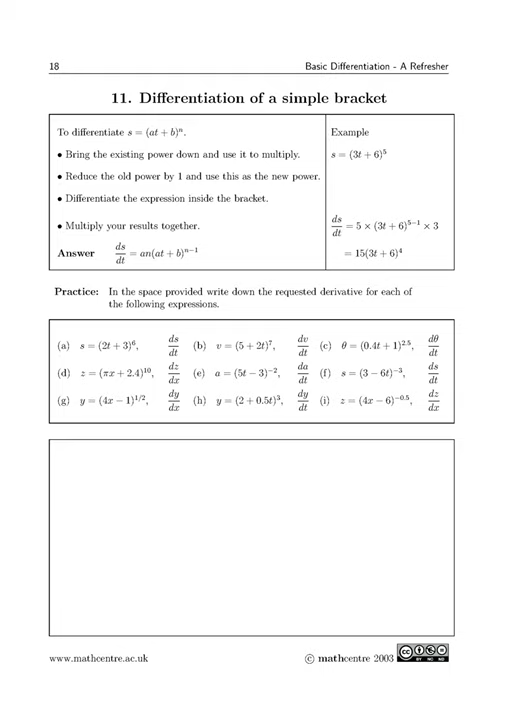 18 Basic Differentiation - A Refresher
11. Differentiation of a simple bracket
To differentiate s = (at + b)ⁿ. Example
• Bring the existing power down and use it to multiply. s = (3t + 6)⁵
• Reduce the old power by 1 and use this as the new power.
• Differentiate the expression inside the bracket.
• Multiply your results together. ds/dt = 5 × (3t + 6)⁵⁻¹ × 3
Answer ds/dt = an(at + b)ⁿ⁻¹ = 15(3t + 6)⁴
Practice: In the space provided write down the requested derivative for each of
the following expressions.
(a) s = (2t + 3)⁶, ds/dt (b) v = (5 + 2t)⁷, dv/dt (c) θ = (0.4t + 1)^2.5, dθ/dt
(d) z = (πx + 2.4)¹⁰, dz/dx (e) a = (5t − 3)⁻², da/dt (f) s = (3 − 6t)⁻³, ds/dt
(g) y = (4x − 1)^1/2, dy/dx (h) y = (2 + 0.5t)³, dy/dt (i) z = (4x − 6)^−0.5, dz/dx
www.mathcentre.ac.uk © mathcentre 2003 cc
BY NC ND